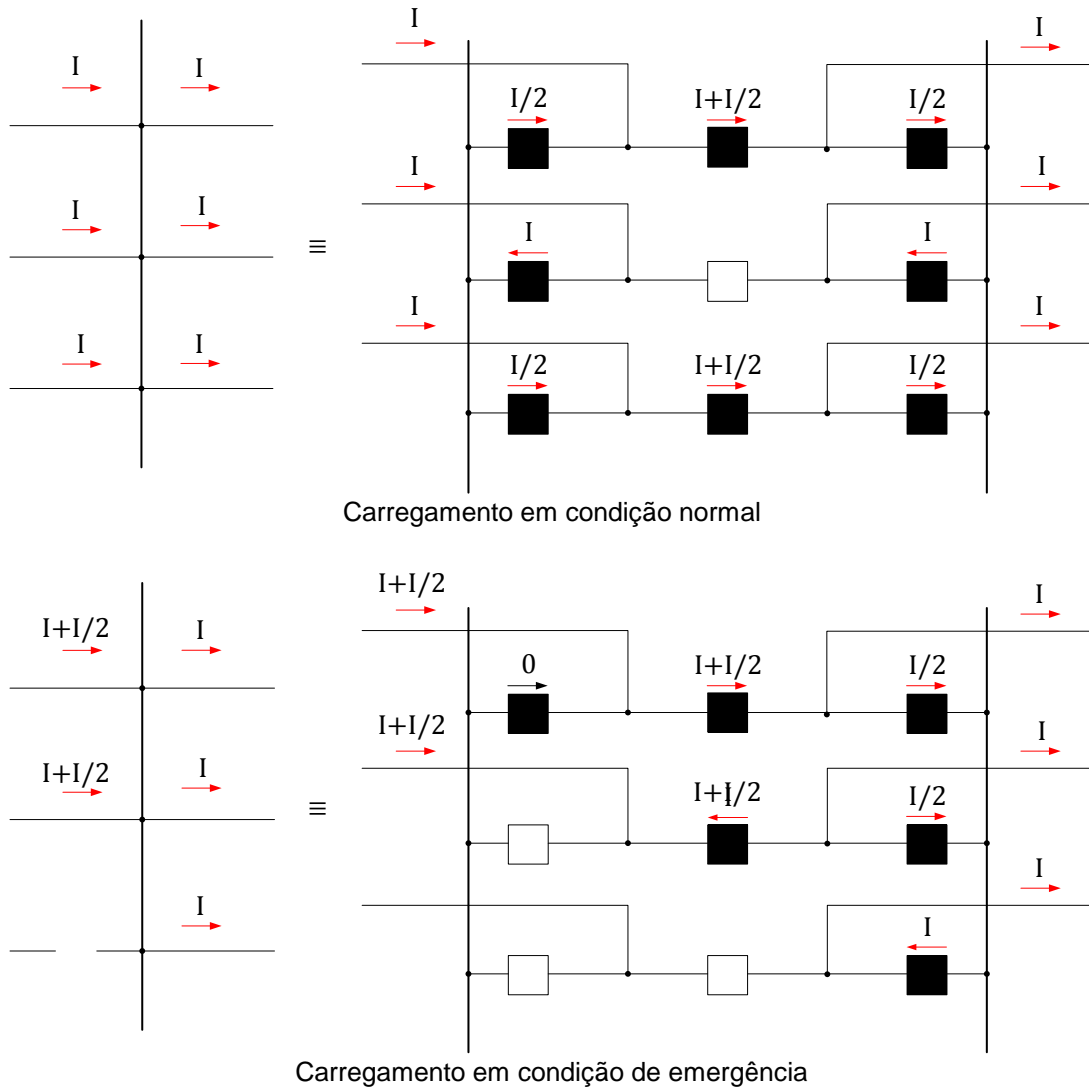 I I
I I
I I
≡
I I
I/2 I+I/2 I/2
I I
I I
I I
I/2 I+I/2 I/2
Carregamento em condição normal
I+I/2 I
I+I/2 I
I
≡
I+I/2 I
0 I+I/2 I/2
I+I/2 I
I+I/2 I/2
I
I
Carregamento em condição de emergência